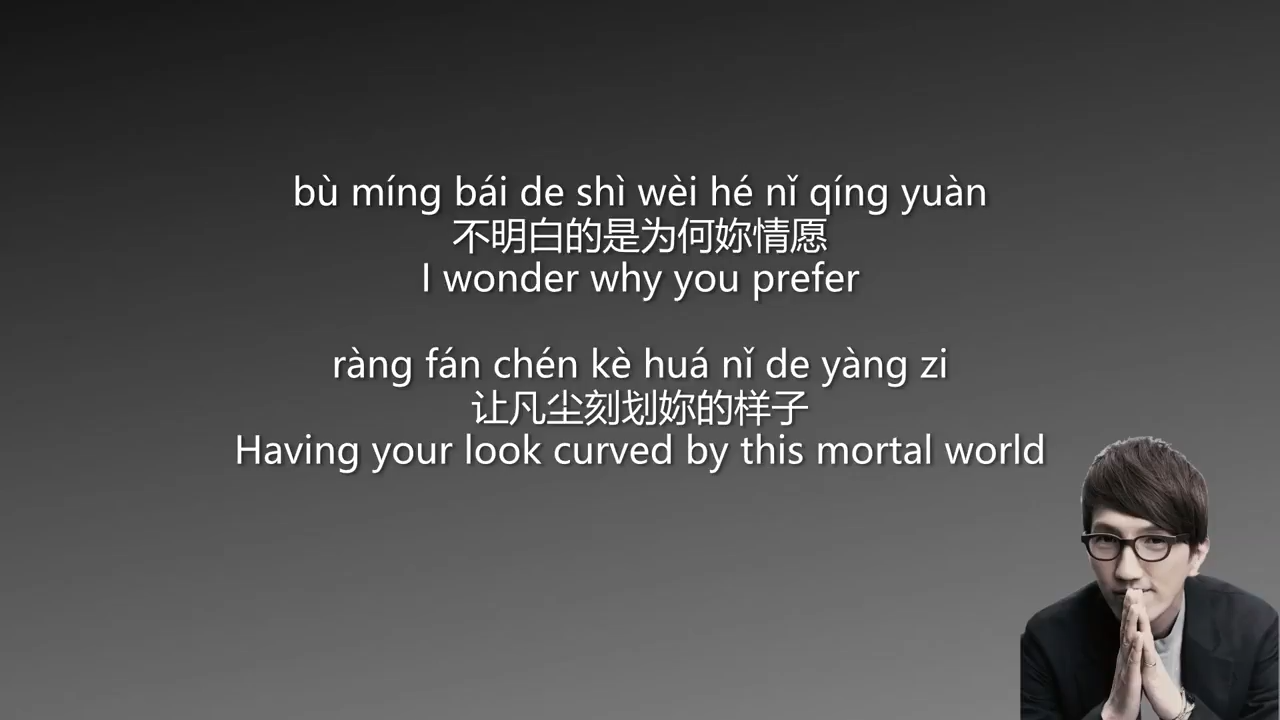 bù míng bái de shì wèi hé nǐ qíng yuàn
不明白的是为何妳情愿
I wonder why you prefer
ràng fán chén kè huá nǐ de yàng zi
让凡尘刻划妳的样子
Having your look curved by this mortal world